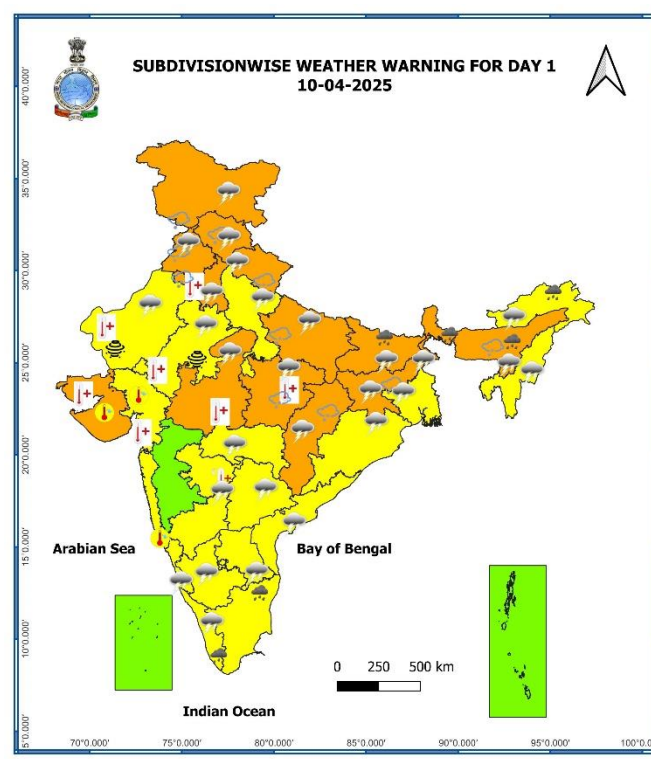 SUBDIVISIONWISE WEATHER WARNING FOR DAY 1
10-04-2025
40°0.000'
35°0.000'
30°0.000'
25°0.000'
20°0.000'
15°0.000'
10°0.000'
5°0.000'
Arabian Sea
Bay of Bengal
0 250 500 km
Indian Ocean
70°0.000' 75°0.000' 80°0.000' 85°0.000' 90°0.000' 95°0.000'